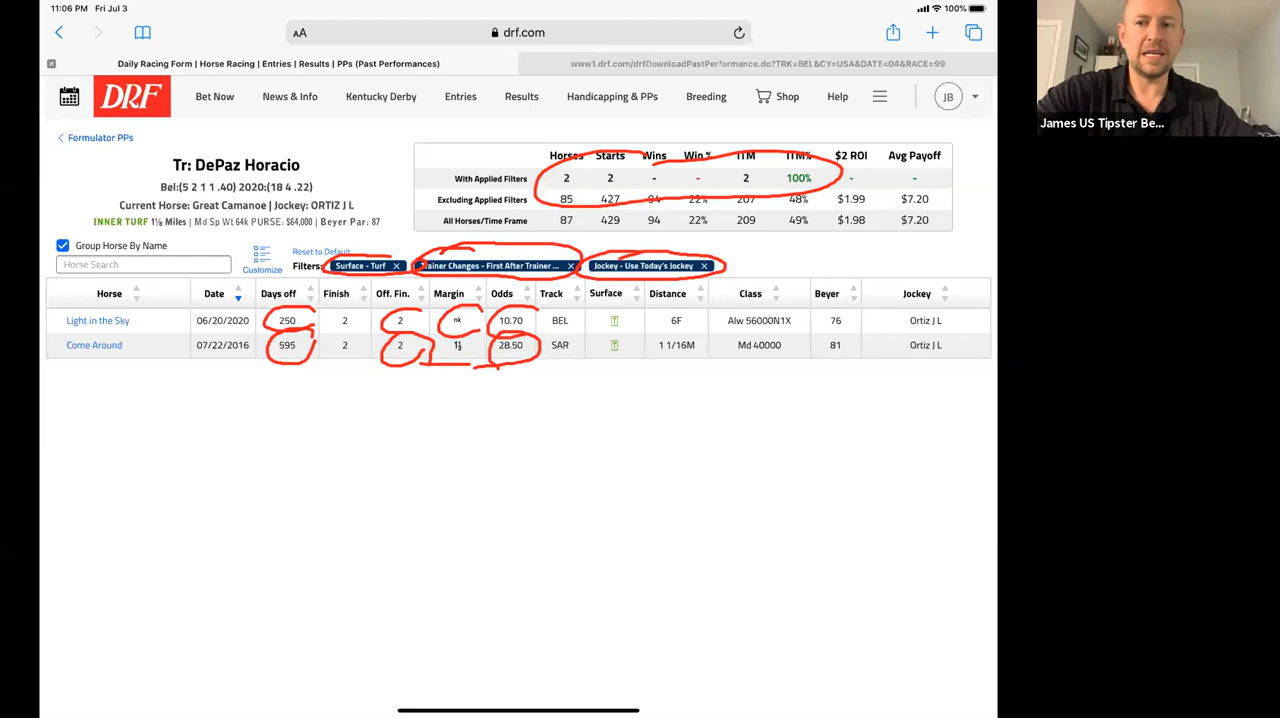 11:06 PM Fri Jul 3
100%
AA
drf.com
Daily Racing Form | Horse Racing | Entries | Results | PPs (Past Performances)
www1.drf.com/drfDownloadPastPerformance.do?TRK=BEL&CY=USA&DATE=04&RACE=99
DRF
Bet Now
News & Info
Kentucky Derby
Entries
Results
Handicapping & PPs
Breeding
Shop
Help
JB
James US Tipster Be...
Formulator PPs
Tr: DePaz Horacio
Bel:(5 2 1 1 .40) 2020:(18 4 .22)
Current Horse: Great Camanoe | Jockey: ORTIZ J L
INNER TURF 1⅛ Miles | Md Sp Wt 64k PURSE: $64,000 | Beyer Par: 87
Horses Starts Wins Win % ITM ITM% $2 ROI Avg Payoff
With Applied Filters 2 2 - - 2 100% - -
Excluding Applied Filters 85 427 94 22% 207 48% $1.99 $7.20
All Horses/Time Frame 87 429 94 22% 209 49% $1.98 $7.20
Group Horse By Name
Horse Search
Customize
Reset to Default
Filters: Surface - Turf Trainer Changes - First After Trainer ... Jockey - Use Today's Jockey
Horse Date Days off Finish Off. Fin. Margin Odds Track Surface Distance Class Beyer Jockey
Light in the Sky 06/20/2020 250 2 2 nk 10.70 BEL T 6F Alw 56000N1X 76 Ortiz J L
Come Around 07/22/2016 595 2 2 1½ 28.50 SAR T 1 1/16M Md 40000 81 Ortiz J L